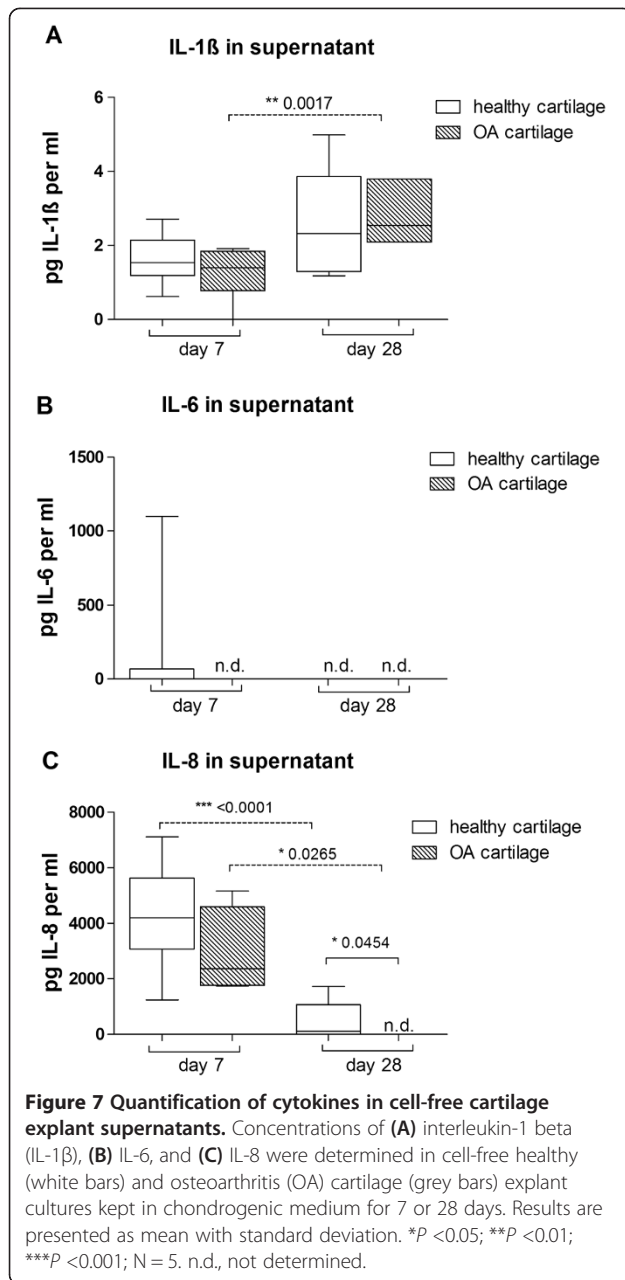 A
IL-1ß in supernatant
pg IL-1ß per ml
6
4
2
0
** 0.0017
healthy cartilage
OA cartilage
day 7
day 28
B
IL-6 in supernatant
pg IL-6 per ml
1500
1000
500
0
healthy cartilage
OA cartilage
n.d.
n.d.
n.d.
day 7
day 28
C
IL-8 in supernatant
pg IL-8 per ml
8000
6000
4000
2000
0
*** <0.0001
healthy cartilage
OA cartilage
* 0.0265
* 0.0454
n.d.
day 7
day 28
Figure 7 Quantification of cytokines in cell-free cartilage
explant supernatants. Concentrations of (A) interleukin-1 beta
(IL-1β), (B) IL-6, and (C) IL-8 were determined in cell-free healthy
(white bars) and osteoarthritis (OA) cartilage (grey bars) explant
cultures kept in chondrogenic medium for 7 or 28 days. Results are
presented as mean with standard deviation. *P <0.05; **P <0.01;
***P <0.001; N = 5. n.d., not determined.